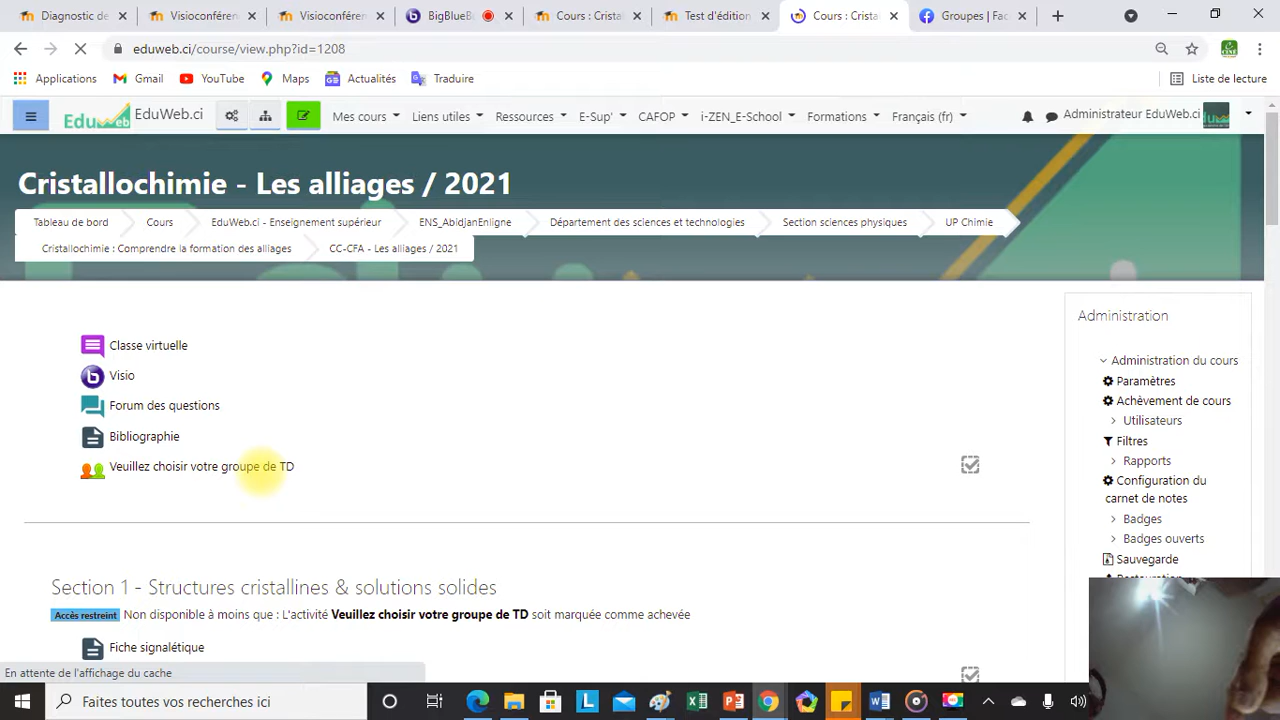 Diagnostic de
Visioconféren
Visioconféren
BigBlueB
Cours : Cristal
Test d'édition
Cours : Crista
Groupes | Fac
eduweb.ci/course/view.php?id=1208
Applications
Gmail
YouTube
Maps
Actualités
Traduire
Liste de lecture
EduWeb
EduWeb.ci
Mes cours
Liens utiles
Ressources
E-Sup'
CAFOP
i-ZEN_E-School
Formations
Français (fr)
Administrateur EduWeb.ci
Cristallochimie - Les alliages / 2021
Tableau de bord
Cours
EduWeb.ci - Enseignement supérieur
ENS_AbidjanEnligne
Département des sciences et technologies
Section sciences physiques
UP Chimie
Cristallochimie : Comprendre la formation des alliages
CC-CFA - Les alliages / 2021
Classe virtuelle
Visio
Forum des questions
Bibliographie
Veuillez choisir votre groupe de TD
Administration
Administration du cours
Paramètres
Achèvement de cours
Utilisateurs
Filtres
Rapports
Configuration du
carnet de notes
Badges
Badges ouverts
Sauvegarde
Section 1 - Structures cristallines & solutions solides
Accès restreint Non disponible à moins que : L'activité Veuillez choisir votre groupe de TD soit marquée comme achevée
Fiche signalétique
En attente de l'affichage du cache
Faites toutes vos recherches ici